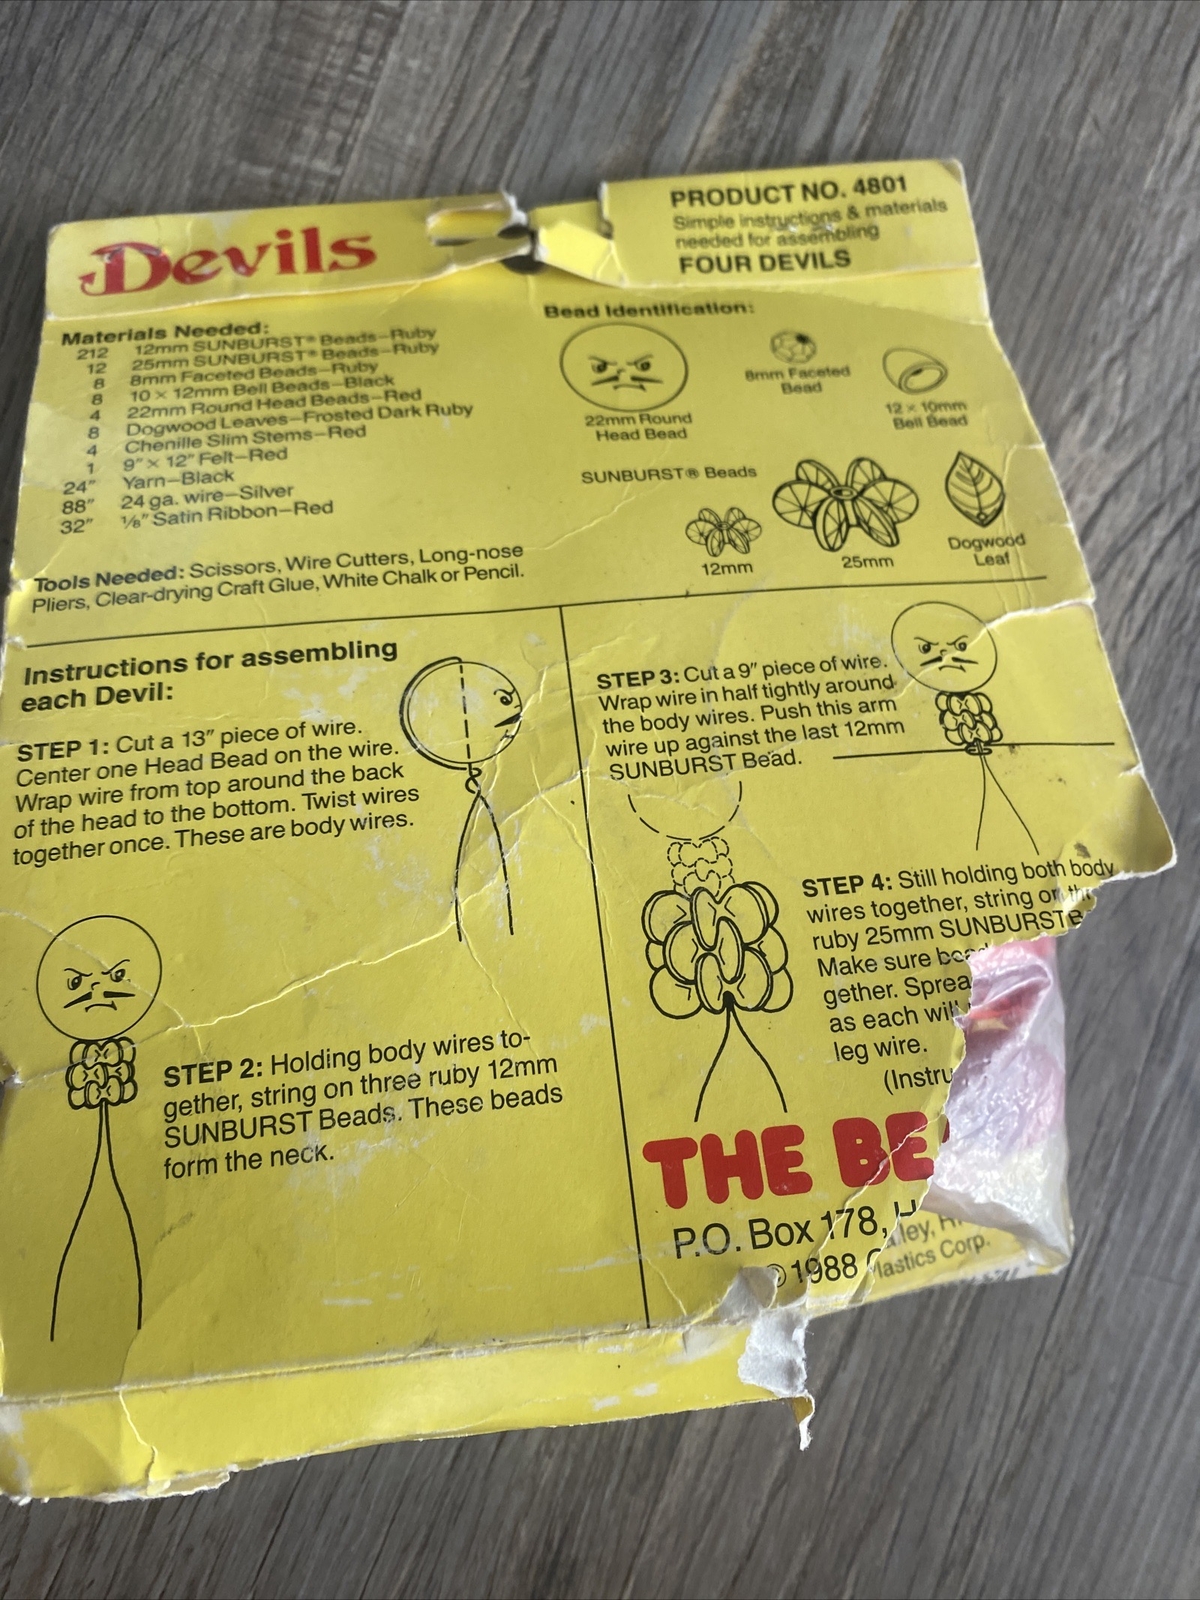 Devils
PRODUCT NO. 4801
Simple instructions & materials
needed for assembling
FOUR DEVILS
Materials Needed:
212 12mm SUNBURST® Beads–Ruby
12 25mm SUNBURST® Beads–Ruby
8 8mm Faceted Beads–Ruby
8 10 × 12mm Bell Beads–Black
4 22mm Round Head Beads–Red
8 Dogwood Leaves–Frosted Dark Ruby
4 Chenille Slim Stems–Red
1 9" × 12" Felt–Red
24" Yarn–Black
88" 24 ga. wire–Silver
32" ⅛" Satin Ribbon–Red
Tools Needed: Scissors, Wire Cutters, Long-nose
Pliers, Clear-drying Craft Glue, White Chalk or Pencil.
Bead Identification:
22mm Round
Head Bead
8mm Faceted
Bead
12 × 10mm
Bell Bead
SUNBURST® Beads
12mm
25mm
Dogwood
Leaf
Instructions for assembling
each Devil:
STEP 1: Cut a 13" piece of wire.
Center one Head Bead on the wire.
Wrap wire from top around the back
of the head to the bottom. Twist wires
together once. These are body wires.
STEP 2: Holding body wires to-
gether, string on three ruby 12mm
SUNBURST Beads. These beads
form the neck.
STEP 3: Cut a 9" piece of wire.
Wrap wire in half tightly around
the body wires. Push this arm
wire up against the last 12mm
SUNBURST Bead.
STEP 4: Still holding both body
wires together, string on thr
ruby 25mm SUNBURST B
Make sure bead
gether. Sprea
as each will
leg wire.
(Instru
THE BE
P.O. Box 178, H
alley, 
©1988
lastics Corp.